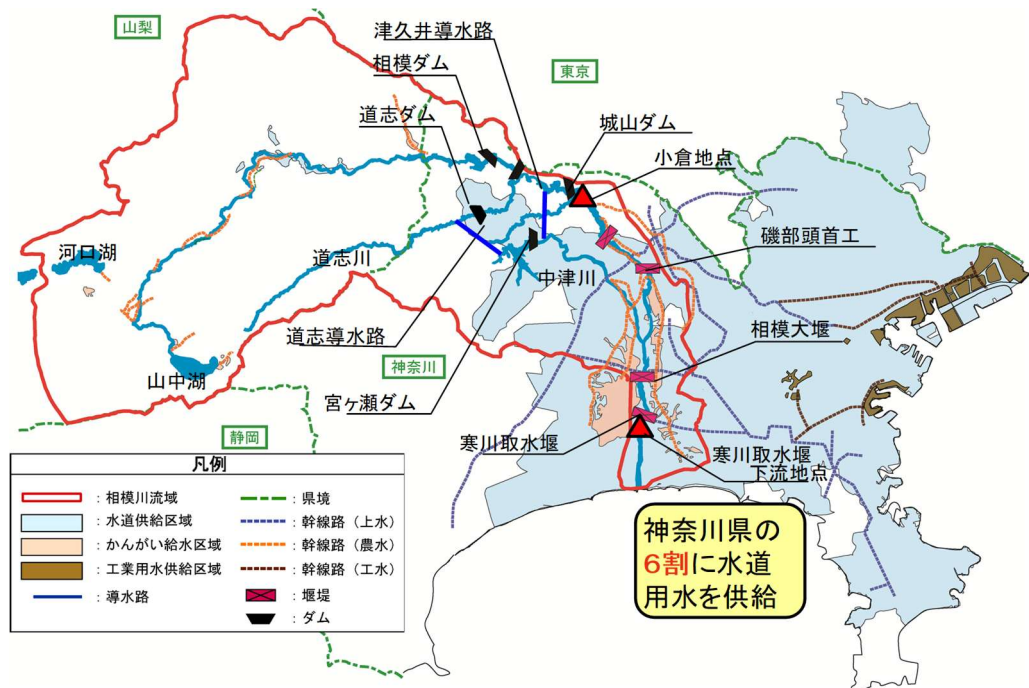 山梨
津久井導水路
相模ダム
東京
道志ダム
城山ダム
小倉地点
河口湖
道志川
中津川
磯部頭首工
道志導水路
相模大堰
山中湖
神奈川
宮ヶ瀬ダム
静岡
寒川取水堰
寒川取水堰
下流地点
凡例
：相模川流域
：水道供給区域
：かんがい給水区域
：工業用水供給区域
：導水路
：県境
：幹線路（上水）
：幹線路（農水）
：幹線路（工水）
：堰堤
：ダム
神奈川県の
6割に水道
用水を供給